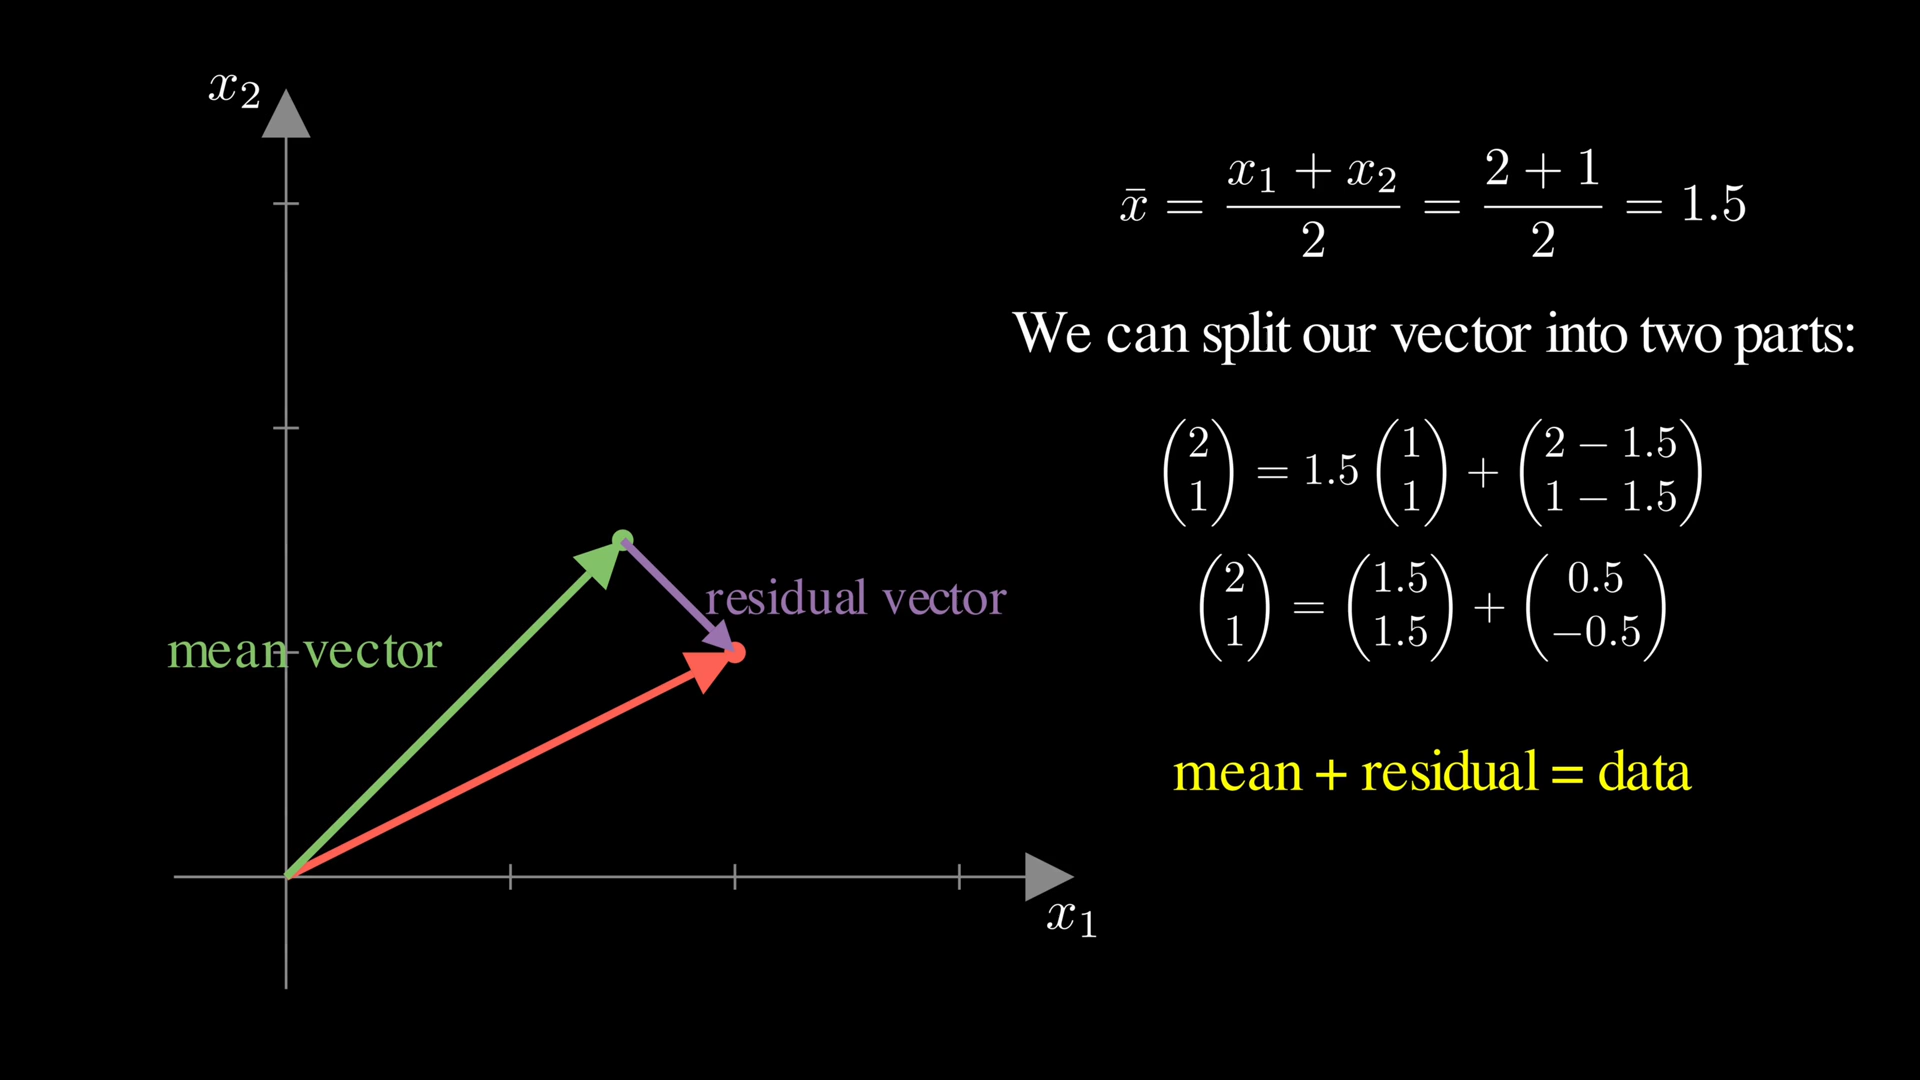 x₂
x̄ = (x₁ + x₂)/2 = (2 + 1)/2 = 1.5
We can split our vector into two parts:
(2 1) = 1.5 (1 1) + (2 − 1.5 1 − 1.5)
(2 1) = (1.5 1.5) + (0.5 −0.5)
residual vector
mean vector
mean + residual = data
x₁